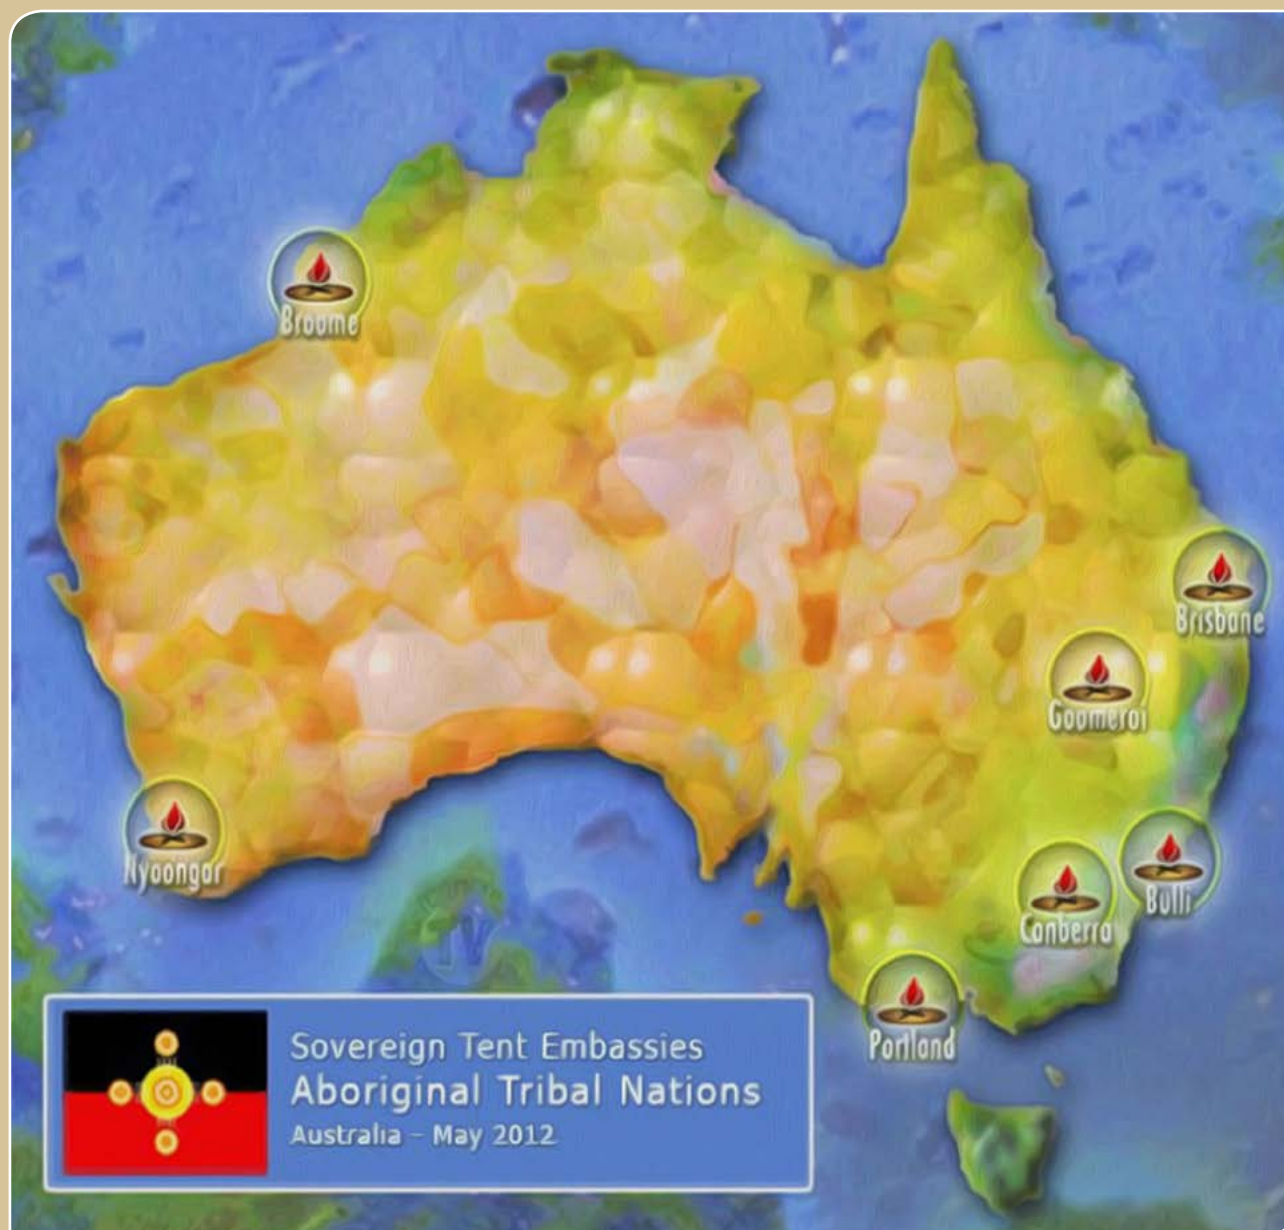 Broome
Brisbane
Goomeroi
Nyoongar
Bulli
Canberra
Portland
Sovereign Tent Embassies
Aboriginal Tribal Nations
Australia - May 2012